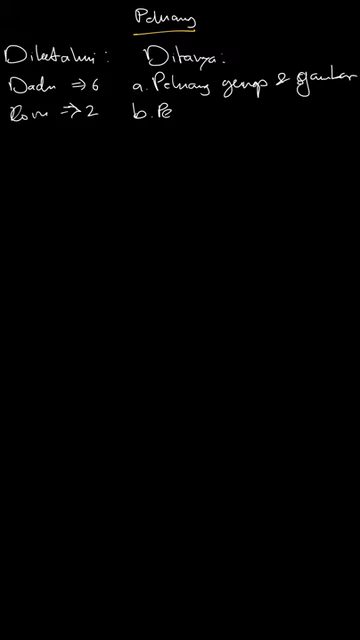 Peluang
Diketahui: Ditanya:
Dadu => 6 a. Peluang genap & gambar
Koin => 2 b. Pe